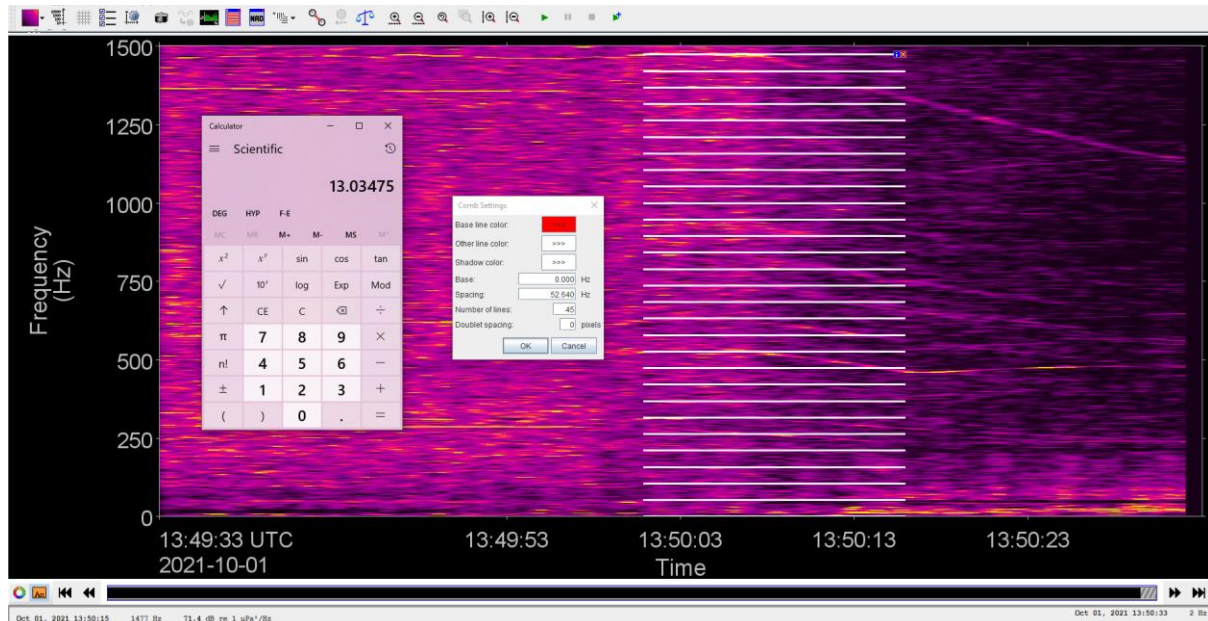 NRD
1500
1250
1000
750
500
250
0
Frequency
(Hz)
13:49:33 UTC
2021-10-01
13:49:53
13:50:03
13:50:13
13:50:23
Time
Calculator
Scientific
13.03475
DEG HYP F-E
MC MR M+ M- MS
x² sin cos tan
√ log Exp Mod
↑ CE C ⌫ ÷
π 7 8 9 ×
n! 4 5 6 −
± 1 2 3 +
( ) 0 . =
Comb Settings
Base line color: >>>
Other line color: >>>
Shadow color: >>>
Base: 0.000 Hz
Spacing: 52.640 Hz
Number of lines: 45
Doublet spacing: 0 pixels
OK Cancel
Oct 01, 2021 13:50:15 1477 Hz 71.4 dB re 1 uPa²/Hz
Oct 01, 2021 13:50:33 2 Hz